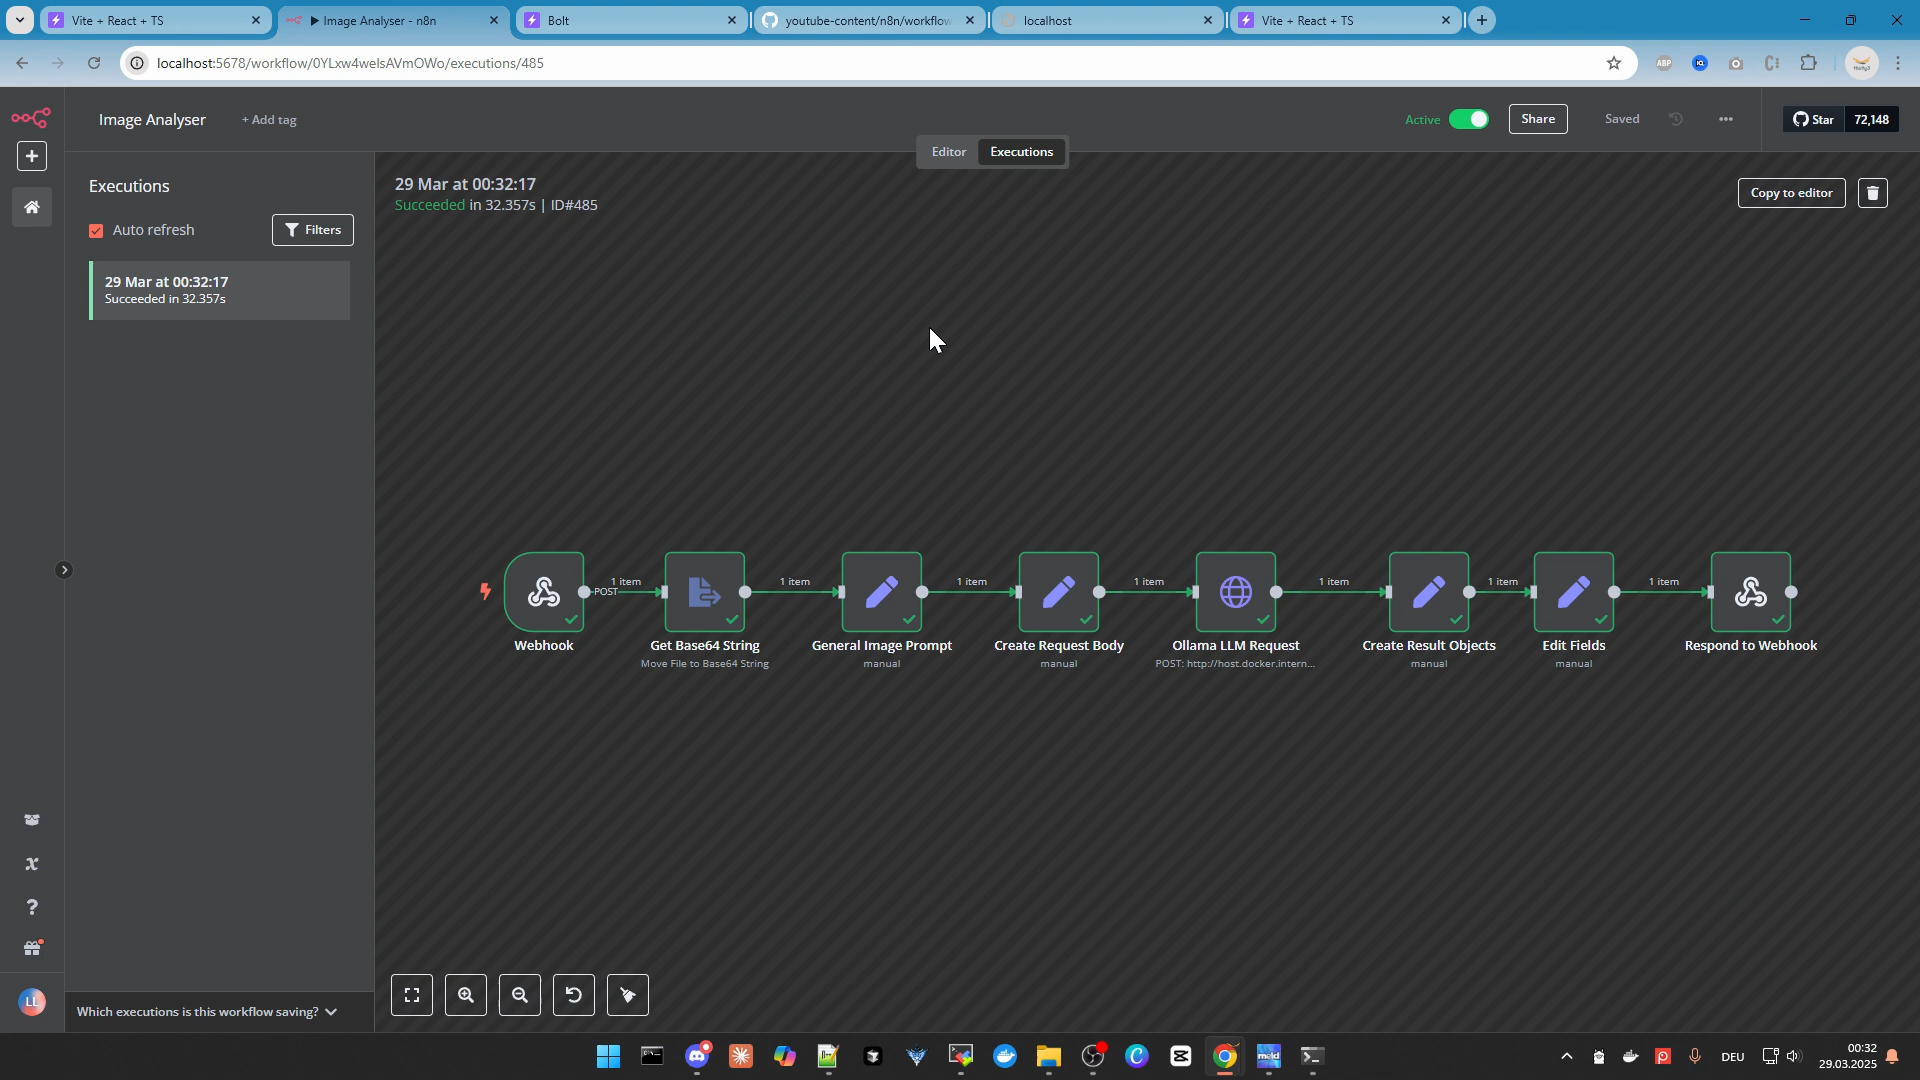 Vite + React + TS
▶ Image Analyser - n8n
Bolt
youtube-content/n8n/workflow
localhost
Vite + React + TS
localhost:5678/workflow/0YLxw4welsAVmOWo/executions/485
ABP
Image Analyser
+ Add tag
Active
Share
Saved
Star
72,148
Editor
Executions
Executions
Auto refresh
Filters
29 Mar at 00:32:17
Succeeded in 32.357s
29 Mar at 00:32:17
Succeeded in 32.357s | ID#485
Copy to editor
1 item
POST
1 item
1 item
1 item
1 item
1 item
1 item
Webhook
Get Base64 String
Move File to Base64 String
General Image Prompt
manual
Create Request Body
manual
Ollama LLM Request
POST: http://host.docker.intern...
Create Result Objects
manual
Edit Fields
manual
Respond to Webhook
LL
Which executions is this workflow saving?
meld
DEU
00:32
29.03.2025